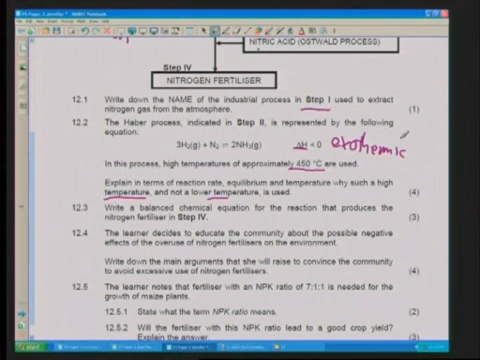 NITRIC ACID (OSTWALD PROCESS)
Step IV
NITROGEN FERTILISER
12.1 Write down the NAME of the industrial process in Step I used to extract
nitrogen gas from the atmosphere. (1)
12.2 The Haber process, indicated in Step II, is represented by the following
equation:
3H₂(g) + N₂ ⇌ 2NH₃(g) ΔH < 0 exothermic
In this process, high temperatures of approximately 450 °C are used.
Explain in terms of reaction rate, equilibrium and temperature why such a high
temperature, and not a lower temperature, is used. (4)
12.3 Write a balanced chemical equation for the reaction that produces the
nitrogen fertiliser in Step IV. (3)
12.4 The learner decides to educate the community about the possible negative
effects of the overuse of nitrogen fertilisers on the environment.
Write down the main arguments that she will raise to convince the community
to avoid excessive use of nitrogen fertilisers. (4)
12.5 The learner notes that fertiliser with an NPK ratio of 7:1:1 is needed for the
growth of maize plants.
12.5.1 State what the term NPK ratio means. (2)
12.5.2 Will the fertiliser with this NPK ratio lead to a good crop yield?
Explain the answer. (3)
start